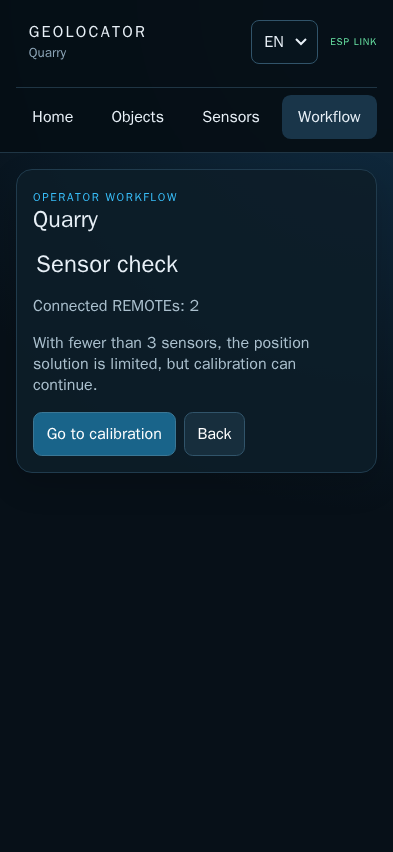 GEOLOCATOR
Quarry
EN
ESP LINK
Home Objects Sensors Workflow
OPERATOR WORKFLOW
Quarry
Sensor check
Connected REMOTEs: 2
With fewer than 3 sensors, the position
solution is limited, but calibration can
continue.
Go to calibration Back